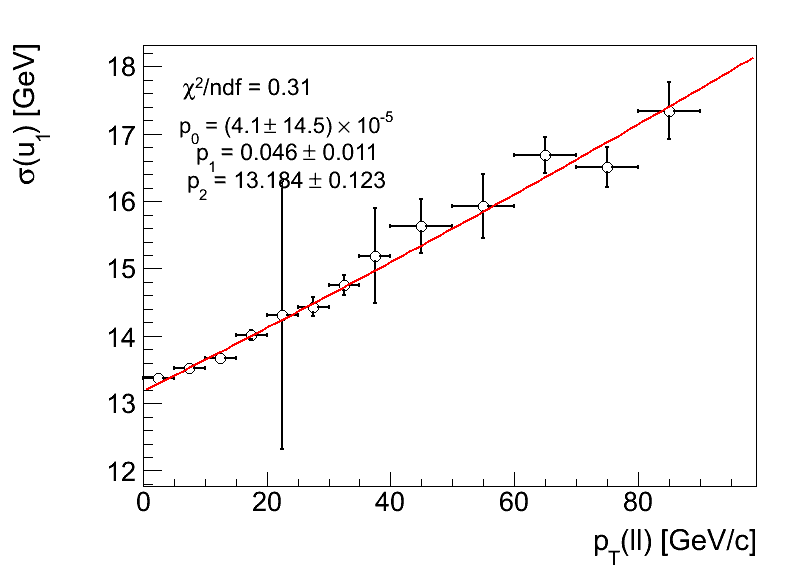 σ(u₁) [GeV]
18
17
16
15
14
13
12
χ²/ndf = 0.31
p₀ = (4.1 ± 14.5) × 10⁻⁵
p₁ = 0.046 ± 0.011
p₂ = 13.184 ± 0.123
0 20 40 60 80
p_T(ll) [GeV/c]